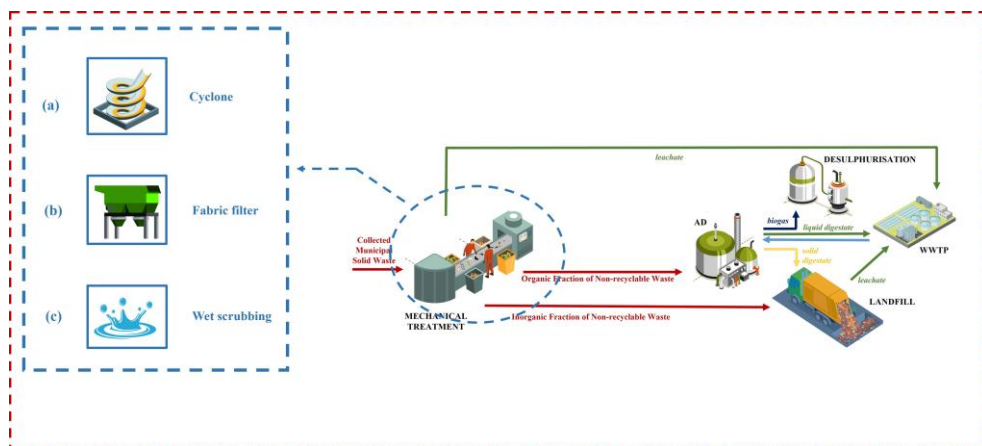 (a)
Cyclone
(b)
Fabric filter
(c)
Wet scrubbing
Collected
Municipal
Solid Waste
MECHANICAL
TREATMENT
leachate
Organic Fraction of Non-recyclable Waste
Inorganic Fraction of Non-recyclable Waste
AD
biogas
DESULPHURISATION
liquid digestate
solid
digestate
WWTP
leachate
LANDFILL